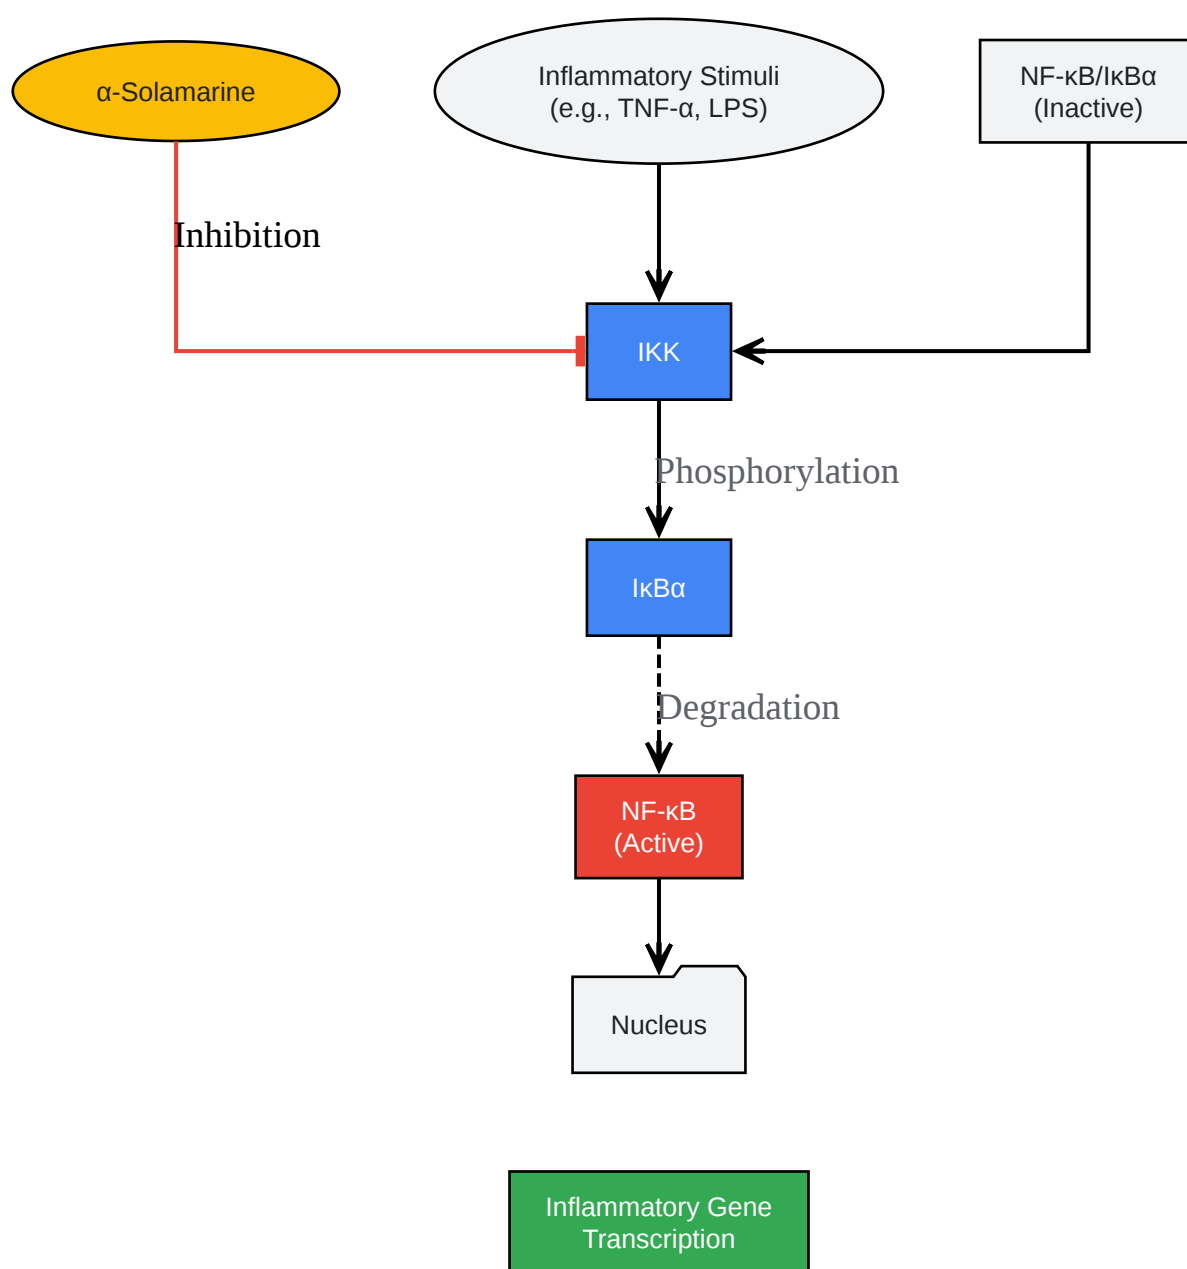 α-Solamarine
Inflammatory Stimuli
(e.g., TNF-α, LPS)
NF-κB/IκBα
(Inactive)
Inhibition
IKK
Phosphorylation
IκBα
Degradation
NF-κB
(Active)
Nucleus
Inflammatory Gene
Transcription